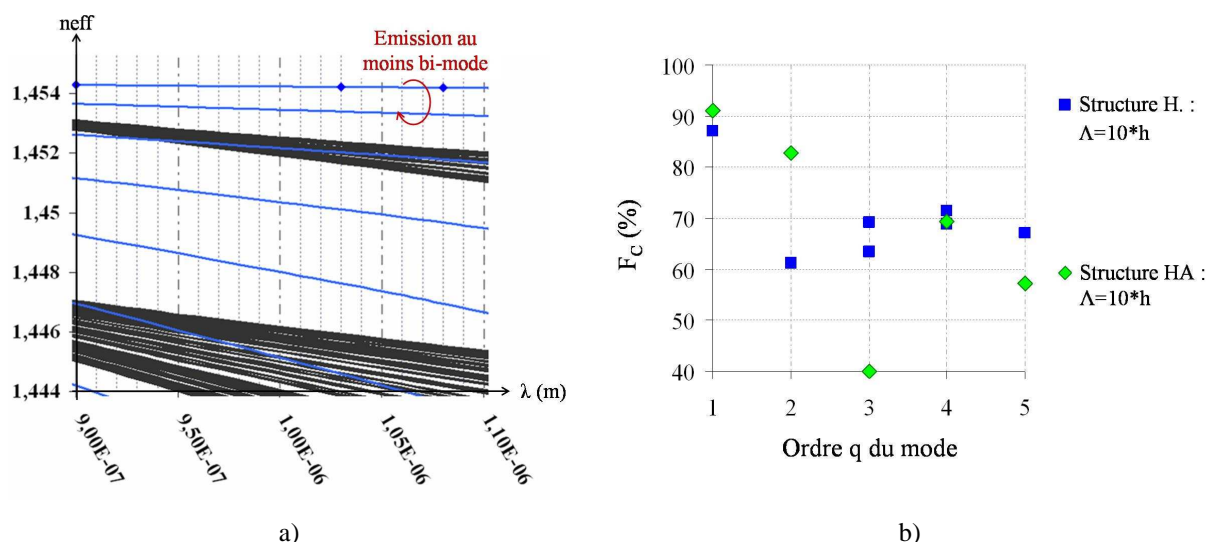 neff
Emission au
moins bi-mode
1,454
1,452
1,45
1,448
1,446
1,444
λ (m)
9,00E-07
9,50E-07
1,00E-06
1,05E-06
1,10E-06
a)
F_C (%)
100
90
80
70
60
50
40
1 2 3 4 5
Ordre q du mode
Structure H. :
Λ=10*h
Structure HA :
Λ=10*h
b)